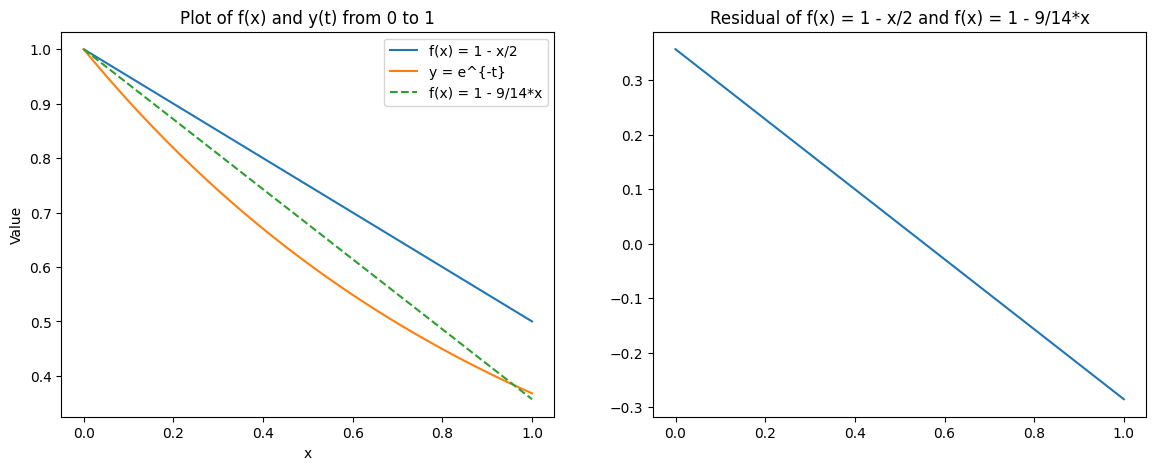 Plot of f(x) and y(t) from 0 to 1
f(x) = 1 - x/2
y = e^{-t}
f(x) = 1 - 9/14*x
1.0
0.9
0.8
0.7
0.6
0.5
0.4
Value
0.0 0.2 0.4 0.6 0.8 1.0
x
Residual of f(x) = 1 - x/2 and f(x) = 1 - 9/14*x
0.3
0.2
0.1
0.0
−0.1
−0.2
−0.3
0.0 0.2 0.4 0.6 0.8 1.0